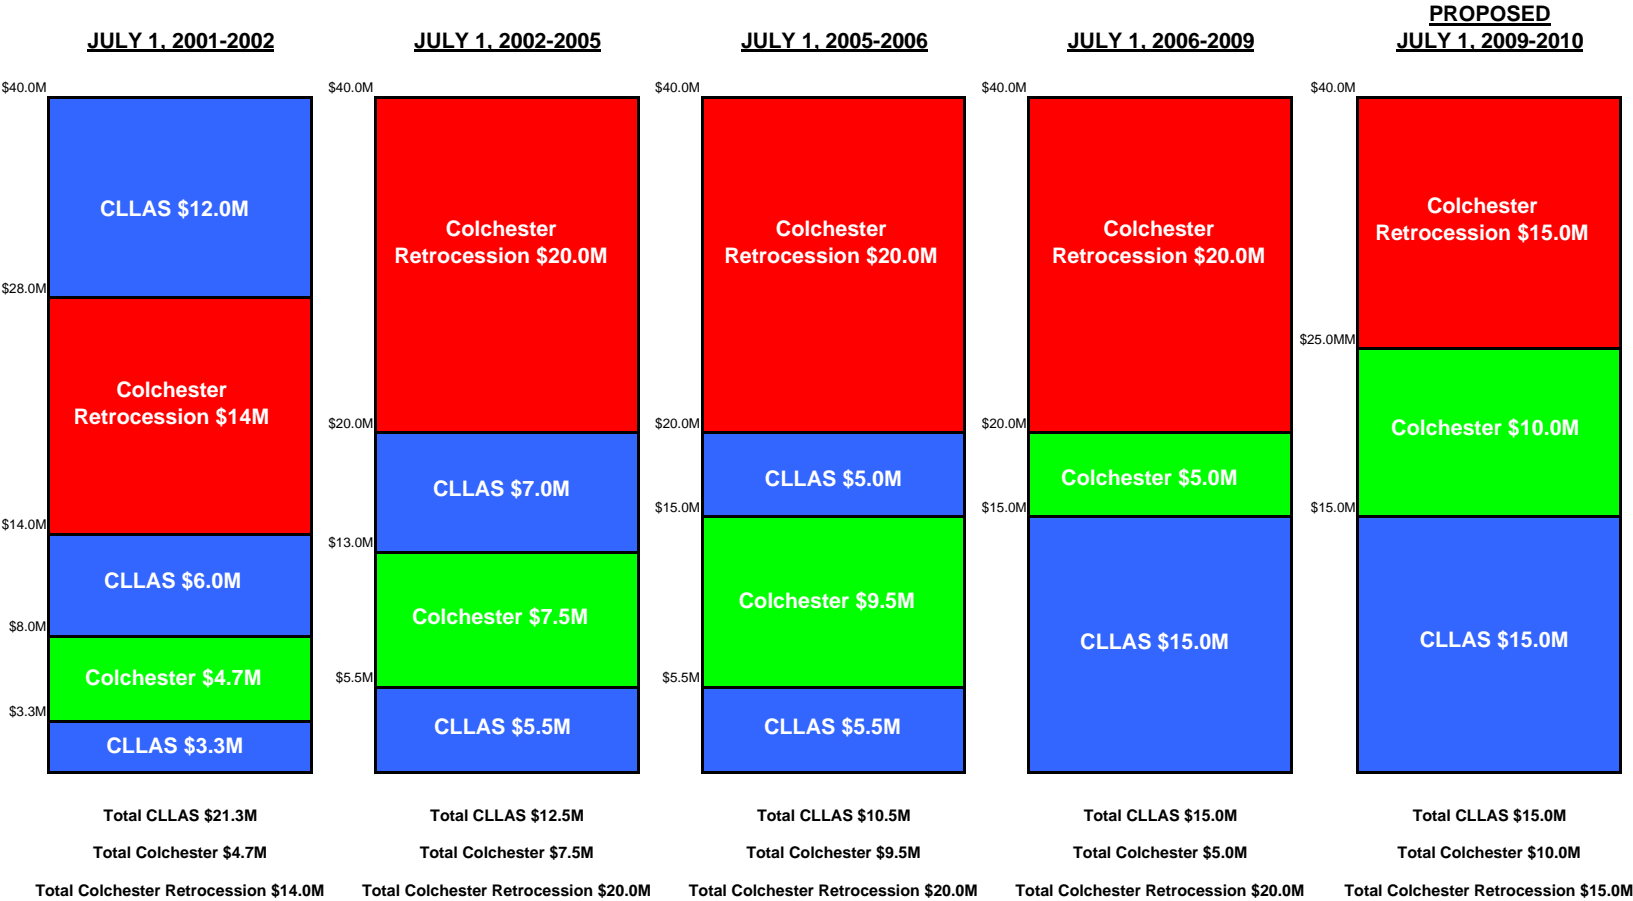 JULY 1, 2001-2002
$40.0M
CLLAS $12.0M
$28.0M
Colchester
Retrocession $14M
$14.0M
CLLAS $6.0M
$8.0M
Colchester $4.7M
$3.3M
CLLAS $3.3M
Total CLLAS $21.3M
Total Colchester $4.7M
Total Colchester Retrocession $14.0M
JULY 1, 2002-2005
$40.0M
Colchester
Retrocession $20.0M
$20.0M
CLLAS $7.0M
$13.0M
Colchester $7.5M
$5.5M
CLLAS $5.5M
Total CLLAS $12.5M
Total Colchester $7.5M
Total Colchester Retrocession $20.0M
JULY 1, 2005-2006
$40.0M
Colchester
Retrocession $20.0M
$20.0M
CLLAS $5.0M
$15.0M
Colchester $9.5M
$5.5M
CLLAS $5.5M
Total CLLAS $10.5M
Total Colchester $9.5M
Total Colchester Retrocession $20.0M
JULY 1, 2006-2009
$40.0M
Colchester
Retrocession $20.0M
$20.0M
Colchester $5.0M
$15.0M
CLLAS $15.0M
Total CLLAS $15.0M
Total Colchester $5.0M
Total Colchester Retrocession $20.0M
PROPOSED
JULY 1, 2009-2010
$40.0M
Colchester
Retrocession $15.0M
$25.0MM
Colchester $10.0M
$15.0M
CLLAS $15.0M
Total CLLAS $15.0M
Total Colchester $10.0M
Total Colchester Retrocession $15.0M